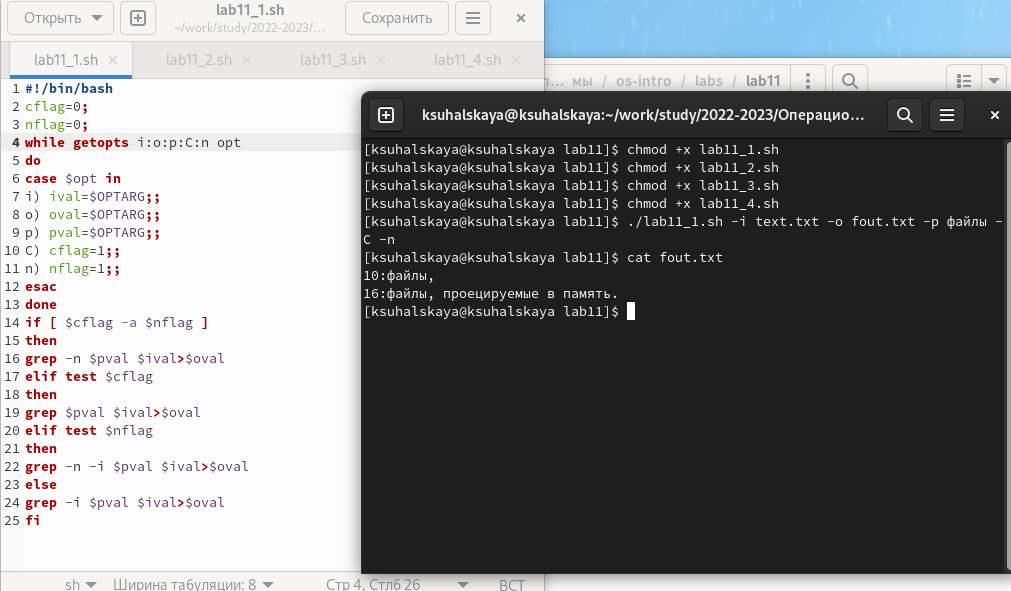 Открыть
lab11_1.sh
~/work/study/2022-2023/...
Сохранить
lab11_1.sh
lab11_2.sh
lab11_3.sh
lab11_4.sh
1 #!/bin/bash
2 cflag=0;
3 nflag=0;
4 while getopts i:o:p:C:n opt
5 do
6 case $opt in
7 i) ival=$OPTARG;;
8 o) oval=$OPTARG;;
9 p) pval=$OPTARG;;
10 C) cflag=1;;
11 n) nflag=1;;
12 esac
13 done
14 if [ $cflag -a $nflag ]
15 then
16 grep -n $pval $ival>$oval
17 elif test $cflag
18 then
19 grep $pval $ival>$oval
20 elif test $nflag
21 then
22 grep -n -i $pval $ival>$oval
23 else
24 grep -i $pval $ival>$oval
25 fi
sh
Ширина табуляции: 8
Стр 4, Стлб 26
ВСТ
п... мы / os-intro / labs / lab11
ksuhalskaya@ksuhalskaya:~/work/study/2022-2023/Операцио...
[ksuhalskaya@ksuhalskaya lab11]$ chmod +x lab11_1.sh
[ksuhalskaya@ksuhalskaya lab11]$ chmod +x lab11_2.sh
[ksuhalskaya@ksuhalskaya lab11]$ chmod +x lab11_3.sh
[ksuhalskaya@ksuhalskaya lab11]$ chmod +x lab11_4.sh
[ksuhalskaya@ksuhalskaya lab11]$ ./lab11_1.sh -i text.txt -o fout.txt -p файлы -
C -n
[ksuhalskaya@ksuhalskaya lab11]$ cat fout.txt
10:файлы,
16:файлы, проецируемые в память.
[ksuhalskaya@ksuhalskaya lab11]$